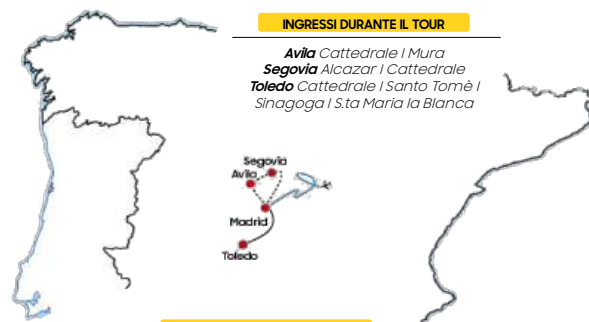 INGRESSI DURANTE IL TOUR
Avila Cattedrale | Mura
Segovia Alcazar | Cattedrale
Toledo Cattedrale | Santo Tomè |
Sinagoga | S.ta Maria la Blanca
Segovia
Avila
Madrid
Toledo